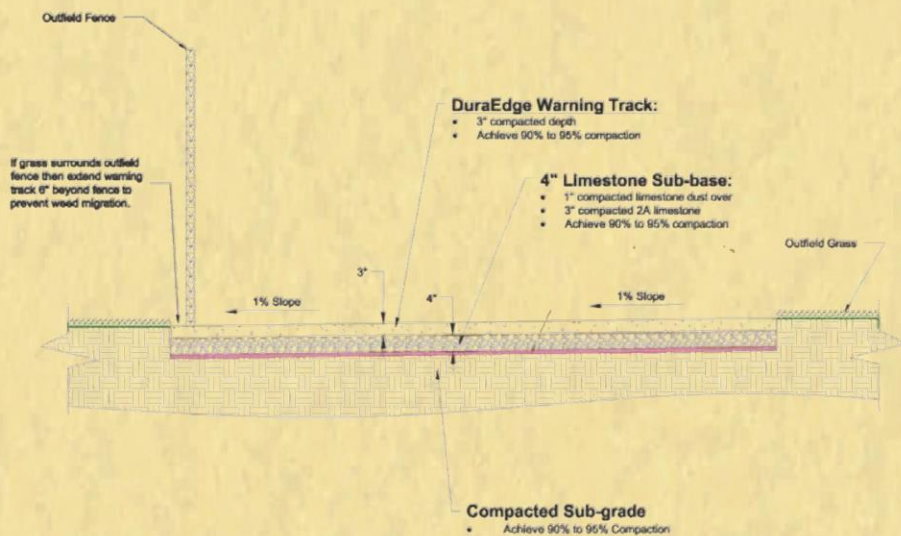 Outfield Fence
DuraEdge Warning Track:
• 3" compacted depth
• Achieve 90% to 95% compaction
If grass surrounds outfield
fence then extend warning
track 6" beyond fence to
prevent weed migration.
4" Limestone Sub-base:
• 1" compacted limestone dust over
• 3" compacted 2A limestone
• Achieve 90% to 95% compaction
Outfield Grass
3"
4"
1% Slope
1% Slope
Compacted Sub-grade
• Achieve 90% to 95% Compaction